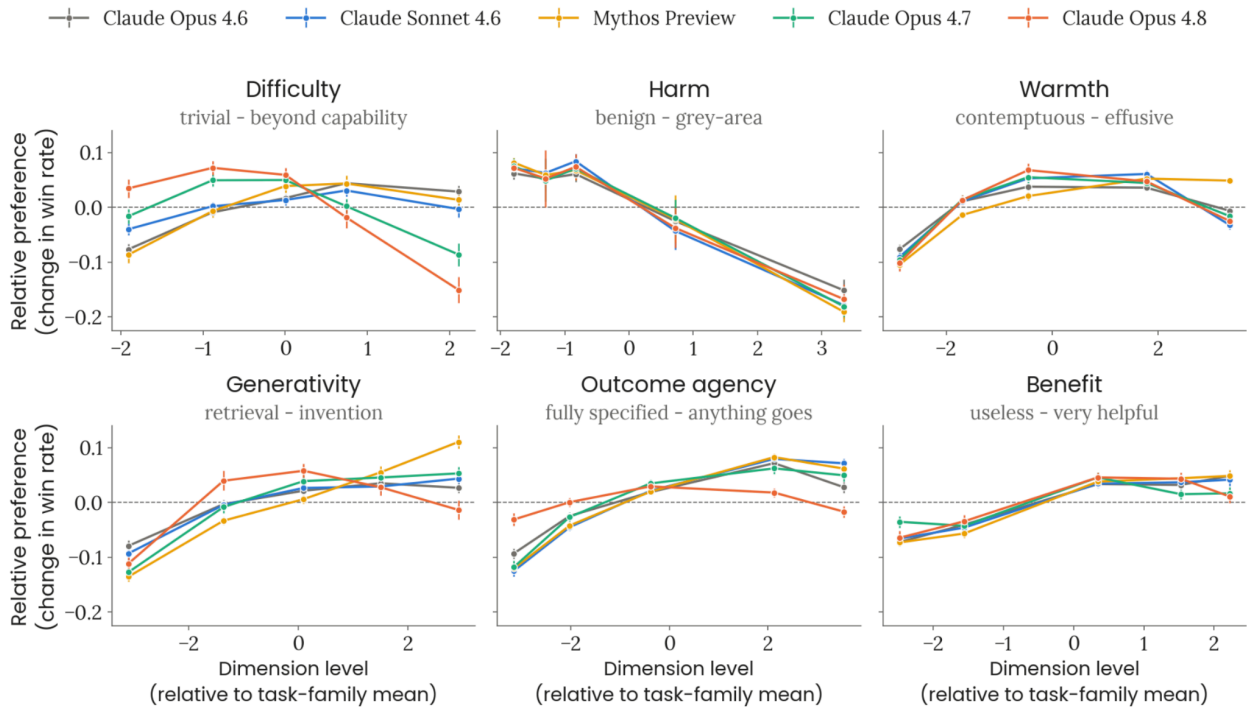 Claude Opus 4.6 Claude Sonnet 4.6 Mythos Preview Claude Opus 4.7 Claude Opus 4.8
Difficulty
trivial - beyond capability
Harm
benign - grey-area
Warmth
contemptuous - effusive
Relative preference
(change in win rate)
0.1
0.0
−0.1
−0.2
−2 −1 0 1 2
−2 −1 0 1 2 3
−2 0 2
Generativity
retrieval - invention
Outcome agency
fully specified - anything goes
Benefit
useless - very helpful
Relative preference
(change in win rate)
0.1
0.0
−0.1
−0.2
−2 0 2
−2 0 2
−2 0 2
Dimension level
(relative to task-family mean)
Dimension level
(relative to task-family mean)
Dimension level
(relative to task-family mean)